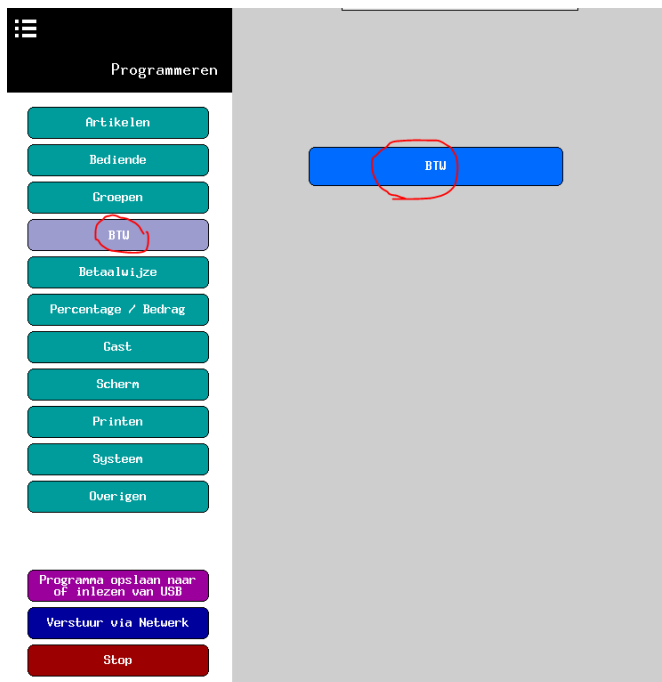 Programmeren
Artikelen
Bediende
Groepen
BTW
Betaalwijze
Percentage / Bedrag
Gast
Scherm
Printen
Systeem
Overigen
Programma opslaan naar
of inlezen van USB
Verstuur via Netwerk
Stop
BTW